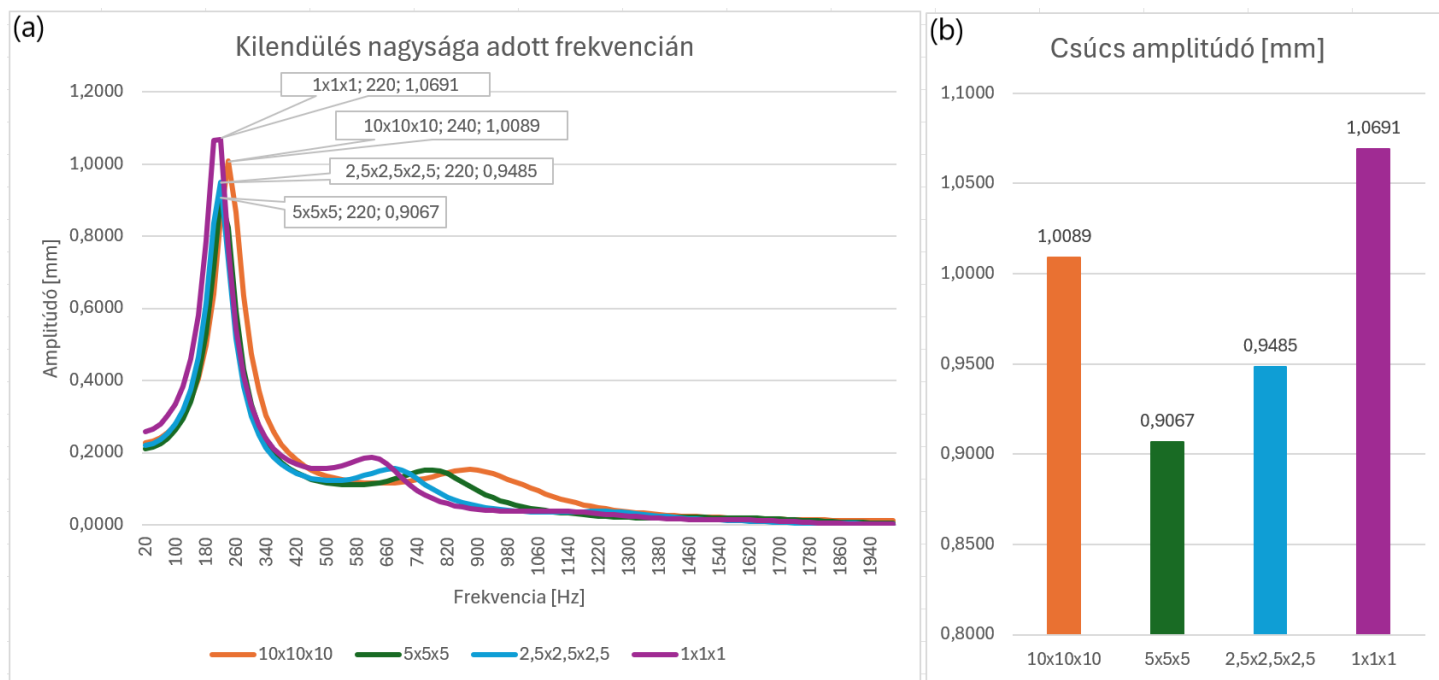 (a)
Kilendülés nagysága adott frekvencián
1x1x1; 220; 1,0691
10x10x10; 240; 1,0089
2,5x2,5x2,5; 220; 0,9485
5x5x5; 220; 0,9067
1,2000
1,0000
0,8000
0,6000
0,4000
0,2000
0,0000
Amplitúdó [mm]
20 100 180 260 340 420 500 580 660 740 820 900 980 1060 1140 1220 1300 1380 1460 1540 1620 1700 1780 1860 1940
Frekvencia [Hz]
10x10x10 5x5x5 2,5x2,5x2,5 1x1x1
(b)
Csúcs amplitúdó [mm]
1,1000
1,0500
1,0000
0,9500
0,9000
0,8500
0,8000
1,0089
0,9067
0,9485
1,0691
10x10x10 5x5x5 2,5x2,5x2,5 1x1x1